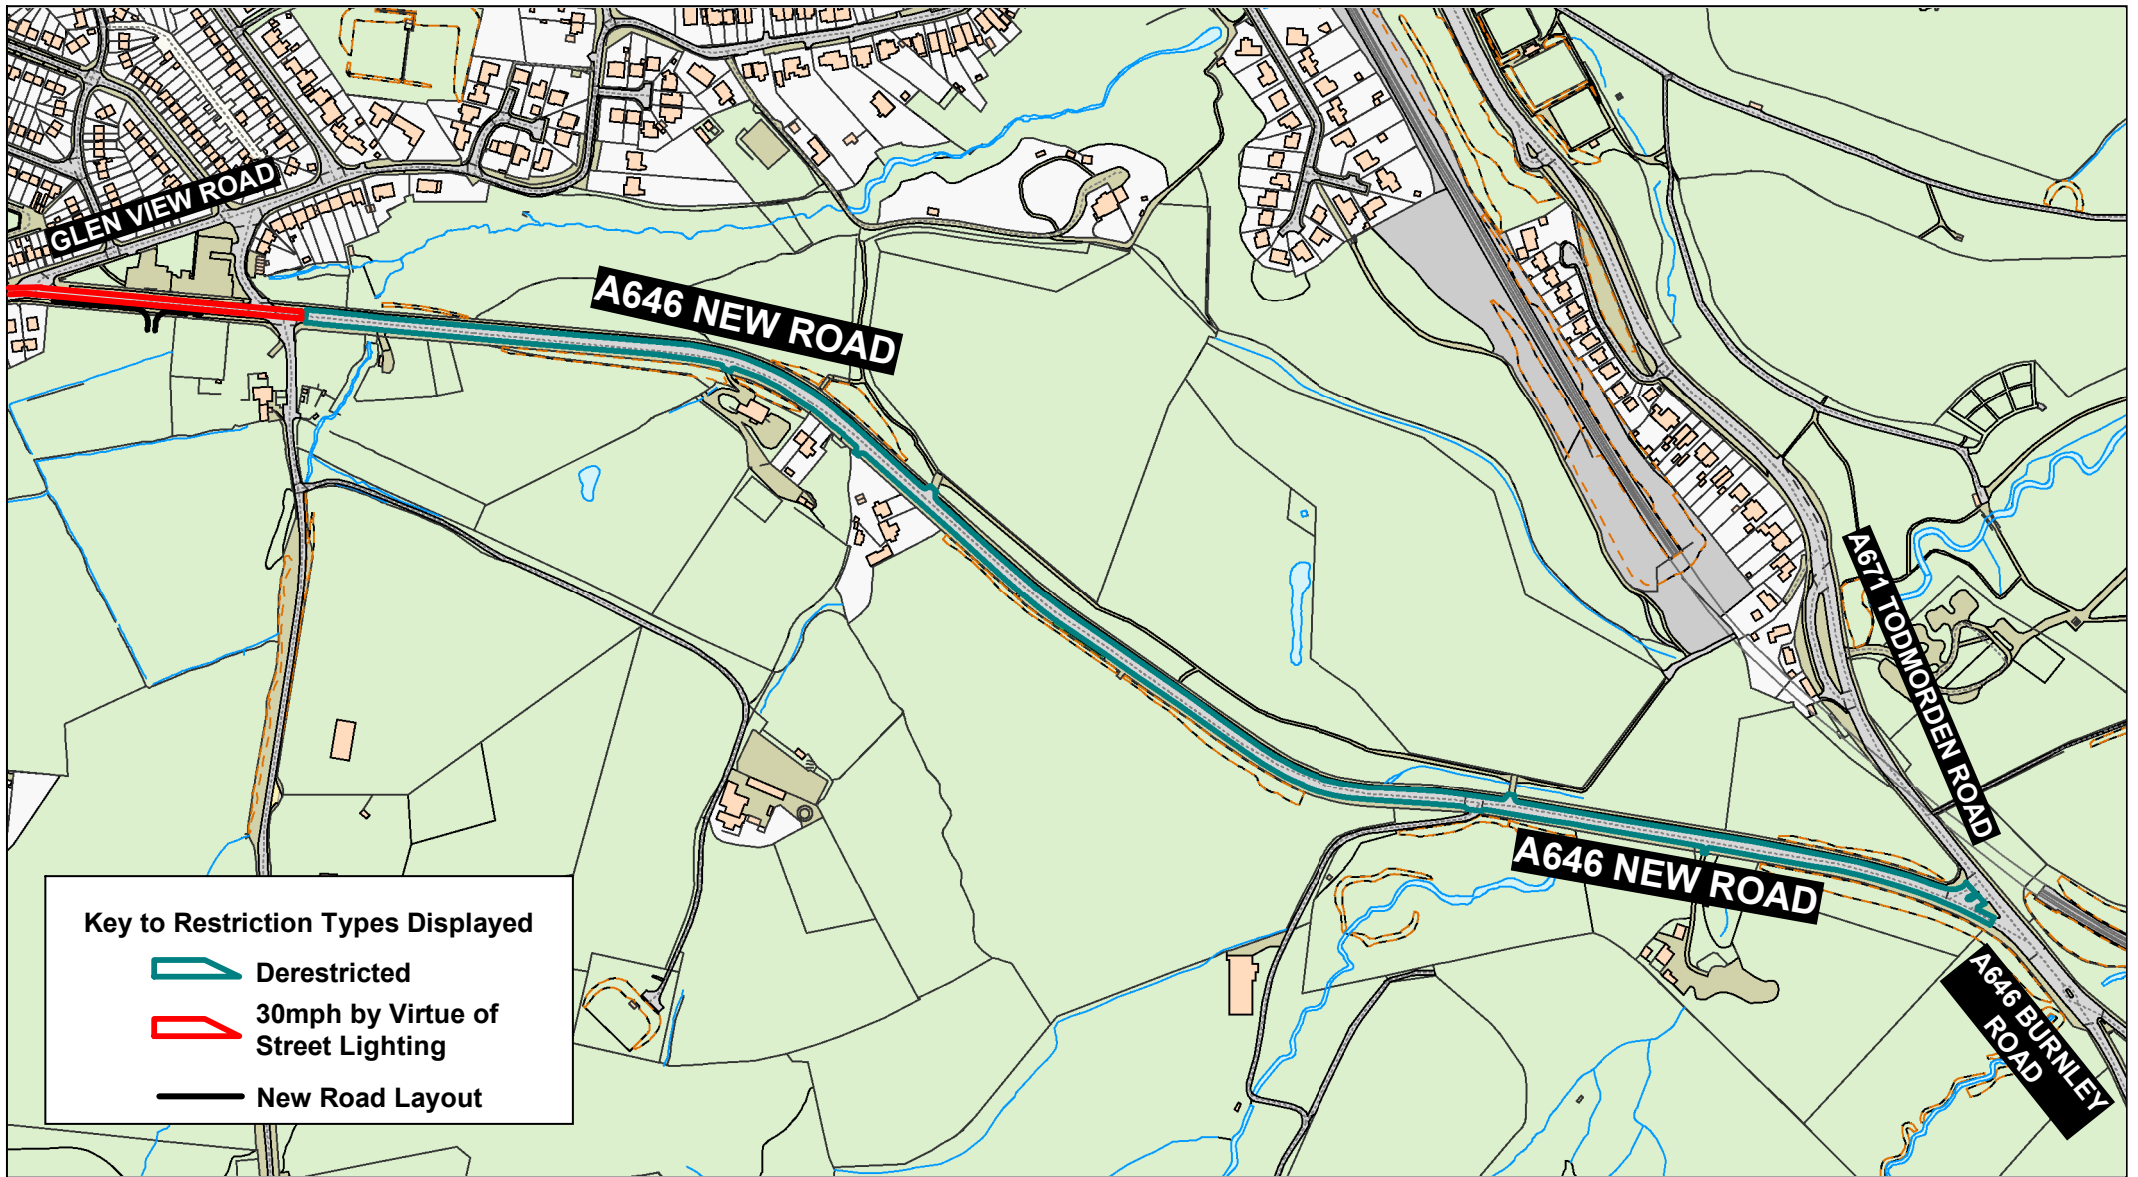 GLEN VIEW ROAD
A646 NEW ROAD
A671 TODMORDEN ROAD
A646 NEW ROAD
A646 BURNLEY
ROAD
Key to Restriction Types Displayed
Derestricted
30mph by Virtue of
Street Lighting
New Road Layout